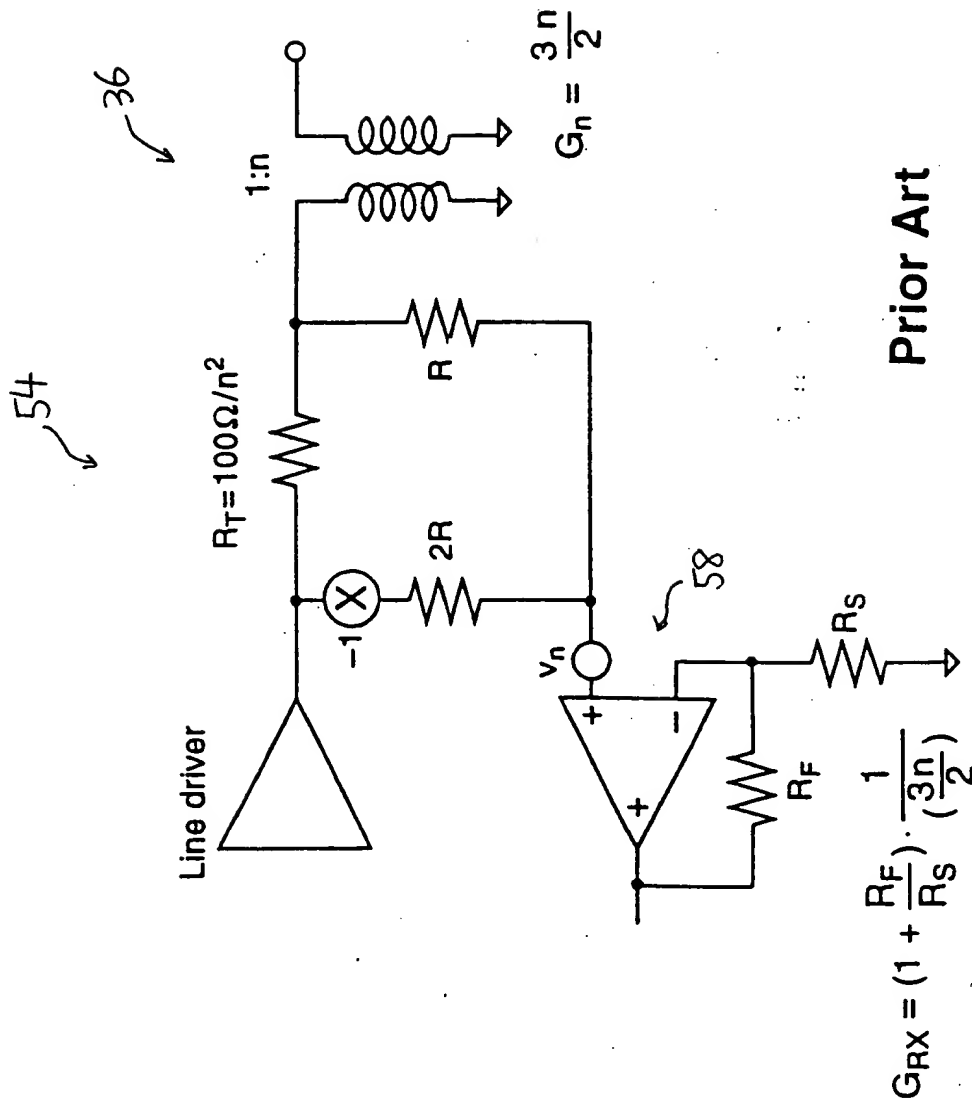 54
36
Line driver
R_T=100Ω/n²
1:n
-1
2R
R
G_n = 3n/2
v_n
58
+
-
+
R_F
R_S
G_RX = (1 + R_F/R_S) · 1/(3n/2)
Prior Art